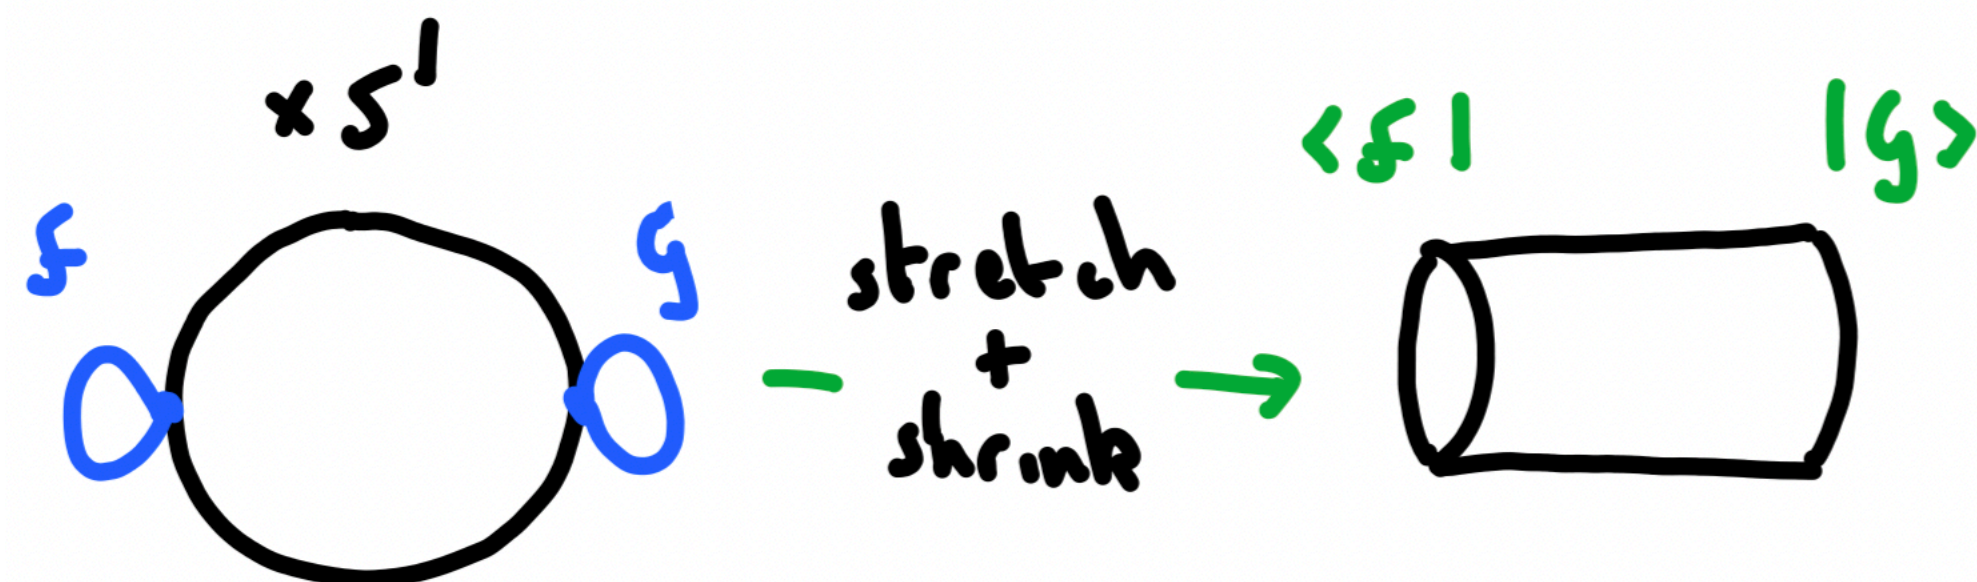 × S¹
f
g
stretch
+
shrink
<f|
|g>